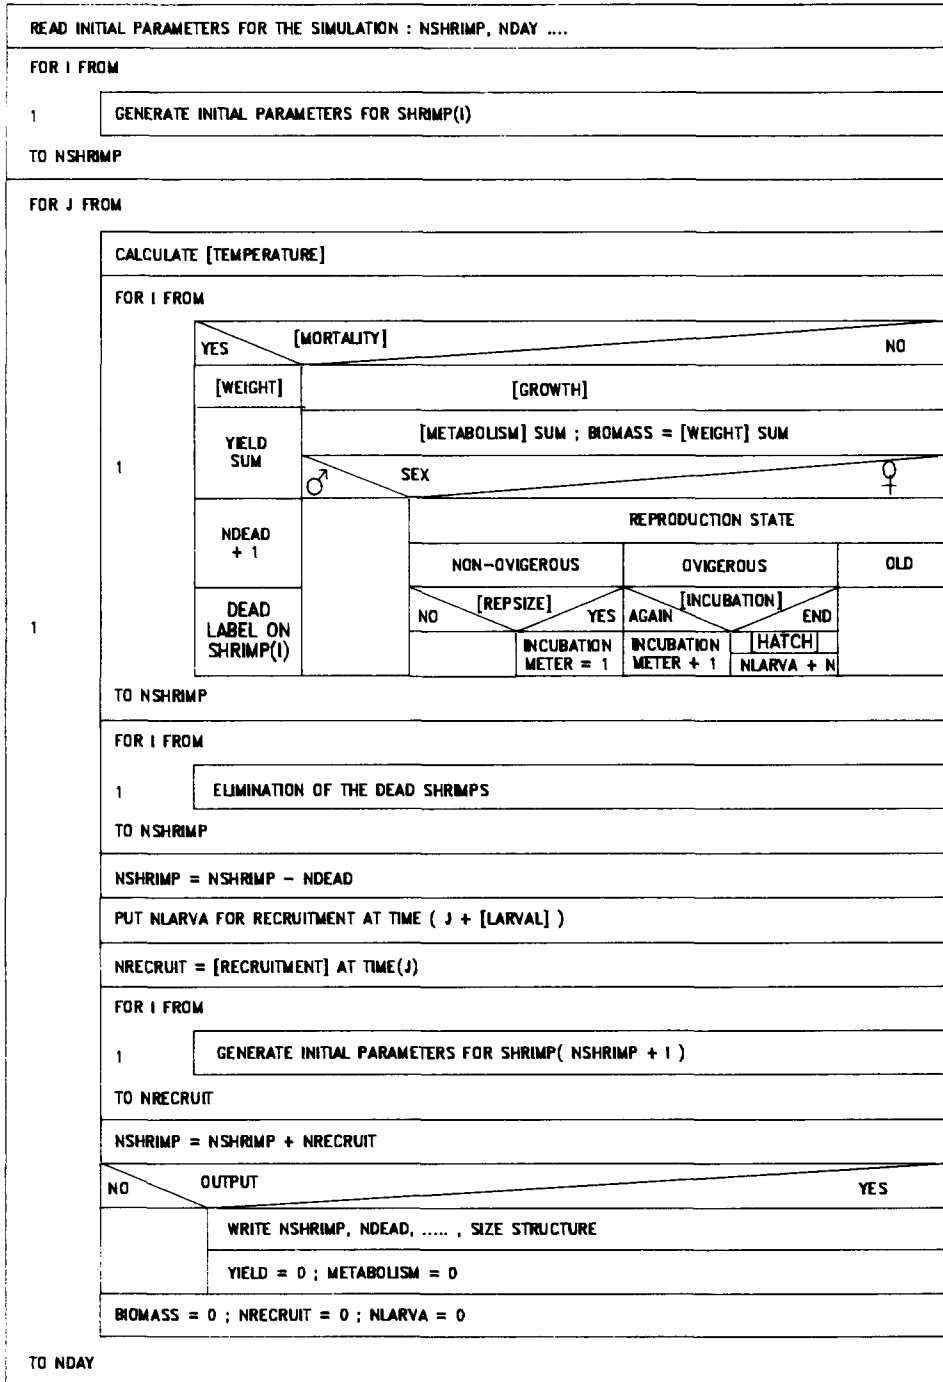 READ INITIAL PARAMETERS FOR THE SIMULATION : NSHRIMP, NDAY ....
FOR I FROM
1
GENERATE INITIAL PARAMETERS FOR SHRIMP(I)
TO NSHRIMP
FOR J FROM
1
CALCULATE [TEMPERATURE]
FOR I FROM
1
YES
[MORTALITY]
NO
[WEIGHT]
[GROWTH]
YIELD
SUM
[METABOLISM] SUM ; BIOMASS = [WEIGHT] SUM
♂
SEX
♀
NDEAD
+ 1
REPRODUCTION STATE
NON-OVIGEROUS
OVIGEROUS
OLD
DEAD
LABEL ON
SHRIMP(I)
NO
[REPSIZE]
YES
AGAIN
[INCUBATION]
END
INCUBATION
METER = 1
INCUBATION
METER + 1
[HATCH]
NLARVA + N
TO NSHRIMP
FOR I FROM
1
ELIMINATION OF THE DEAD SHRIMPS
TO NSHRIMP
NSHRIMP = NSHRIMP - NDEAD
PUT NLARVA FOR RECRUITMENT AT TIME ( J + [LARVAL] )
NRECRUIT = [RECRUITMENT] AT TIME(J)
FOR I FROM
1
GENERATE INITIAL PARAMETERS FOR SHRIMP( NSHRIMP + I )
TO NRECRUIT
NSHRIMP = NSHRIMP + NRECRUIT
NO
OUTPUT
YES
WRITE NSHRIMP, NDEAD, ..... , SIZE STRUCTURE
YIELD = 0 ; METABOLISM = 0
BIOMASS = 0 ; NRECRUIT = 0 ; NLARVA = 0
TO NDAY